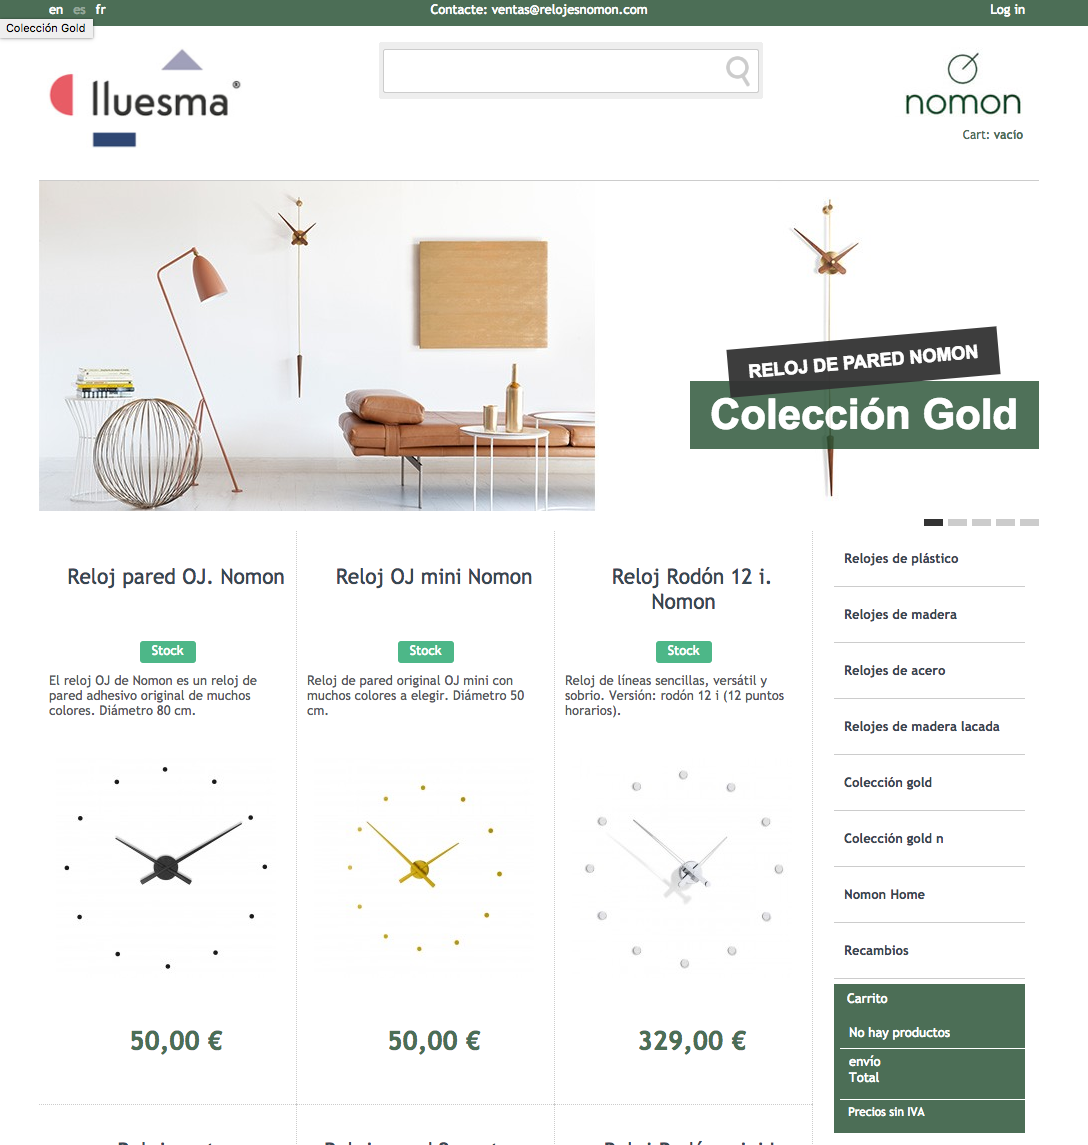 en es fr
Contacte: ventas@relojesnomon.com
Log in
Colección Gold
lluesma®
nomon
Cart: vacío
RELOJ DE PARED NOMON
Colección Gold
Reloj pared OJ. Nomon
Stock
El reloj OJ de Nomon es un reloj de
pared adhesivo original de muchos
colores. Diámetro 80 cm.
50,00 €
Reloj OJ mini Nomon
Stock
Reloj de pared original OJ mini con
muchos colores a elegir. Diámetro 50
cm.
50,00 €
Reloj Rodón 12 i.
Nomon
Stock
Reloj de líneas sencillas, versátil y
sobrio. Versión: rodón 12 i (12 puntos
horarios).
329,00 €
Relojes de plástico
Relojes de madera
Relojes de acero
Relojes de madera lacada
Colección gold
Colección gold n
Nomon Home
Recambios
Carrito
No hay productos
envío
Total
Precios sin IVA